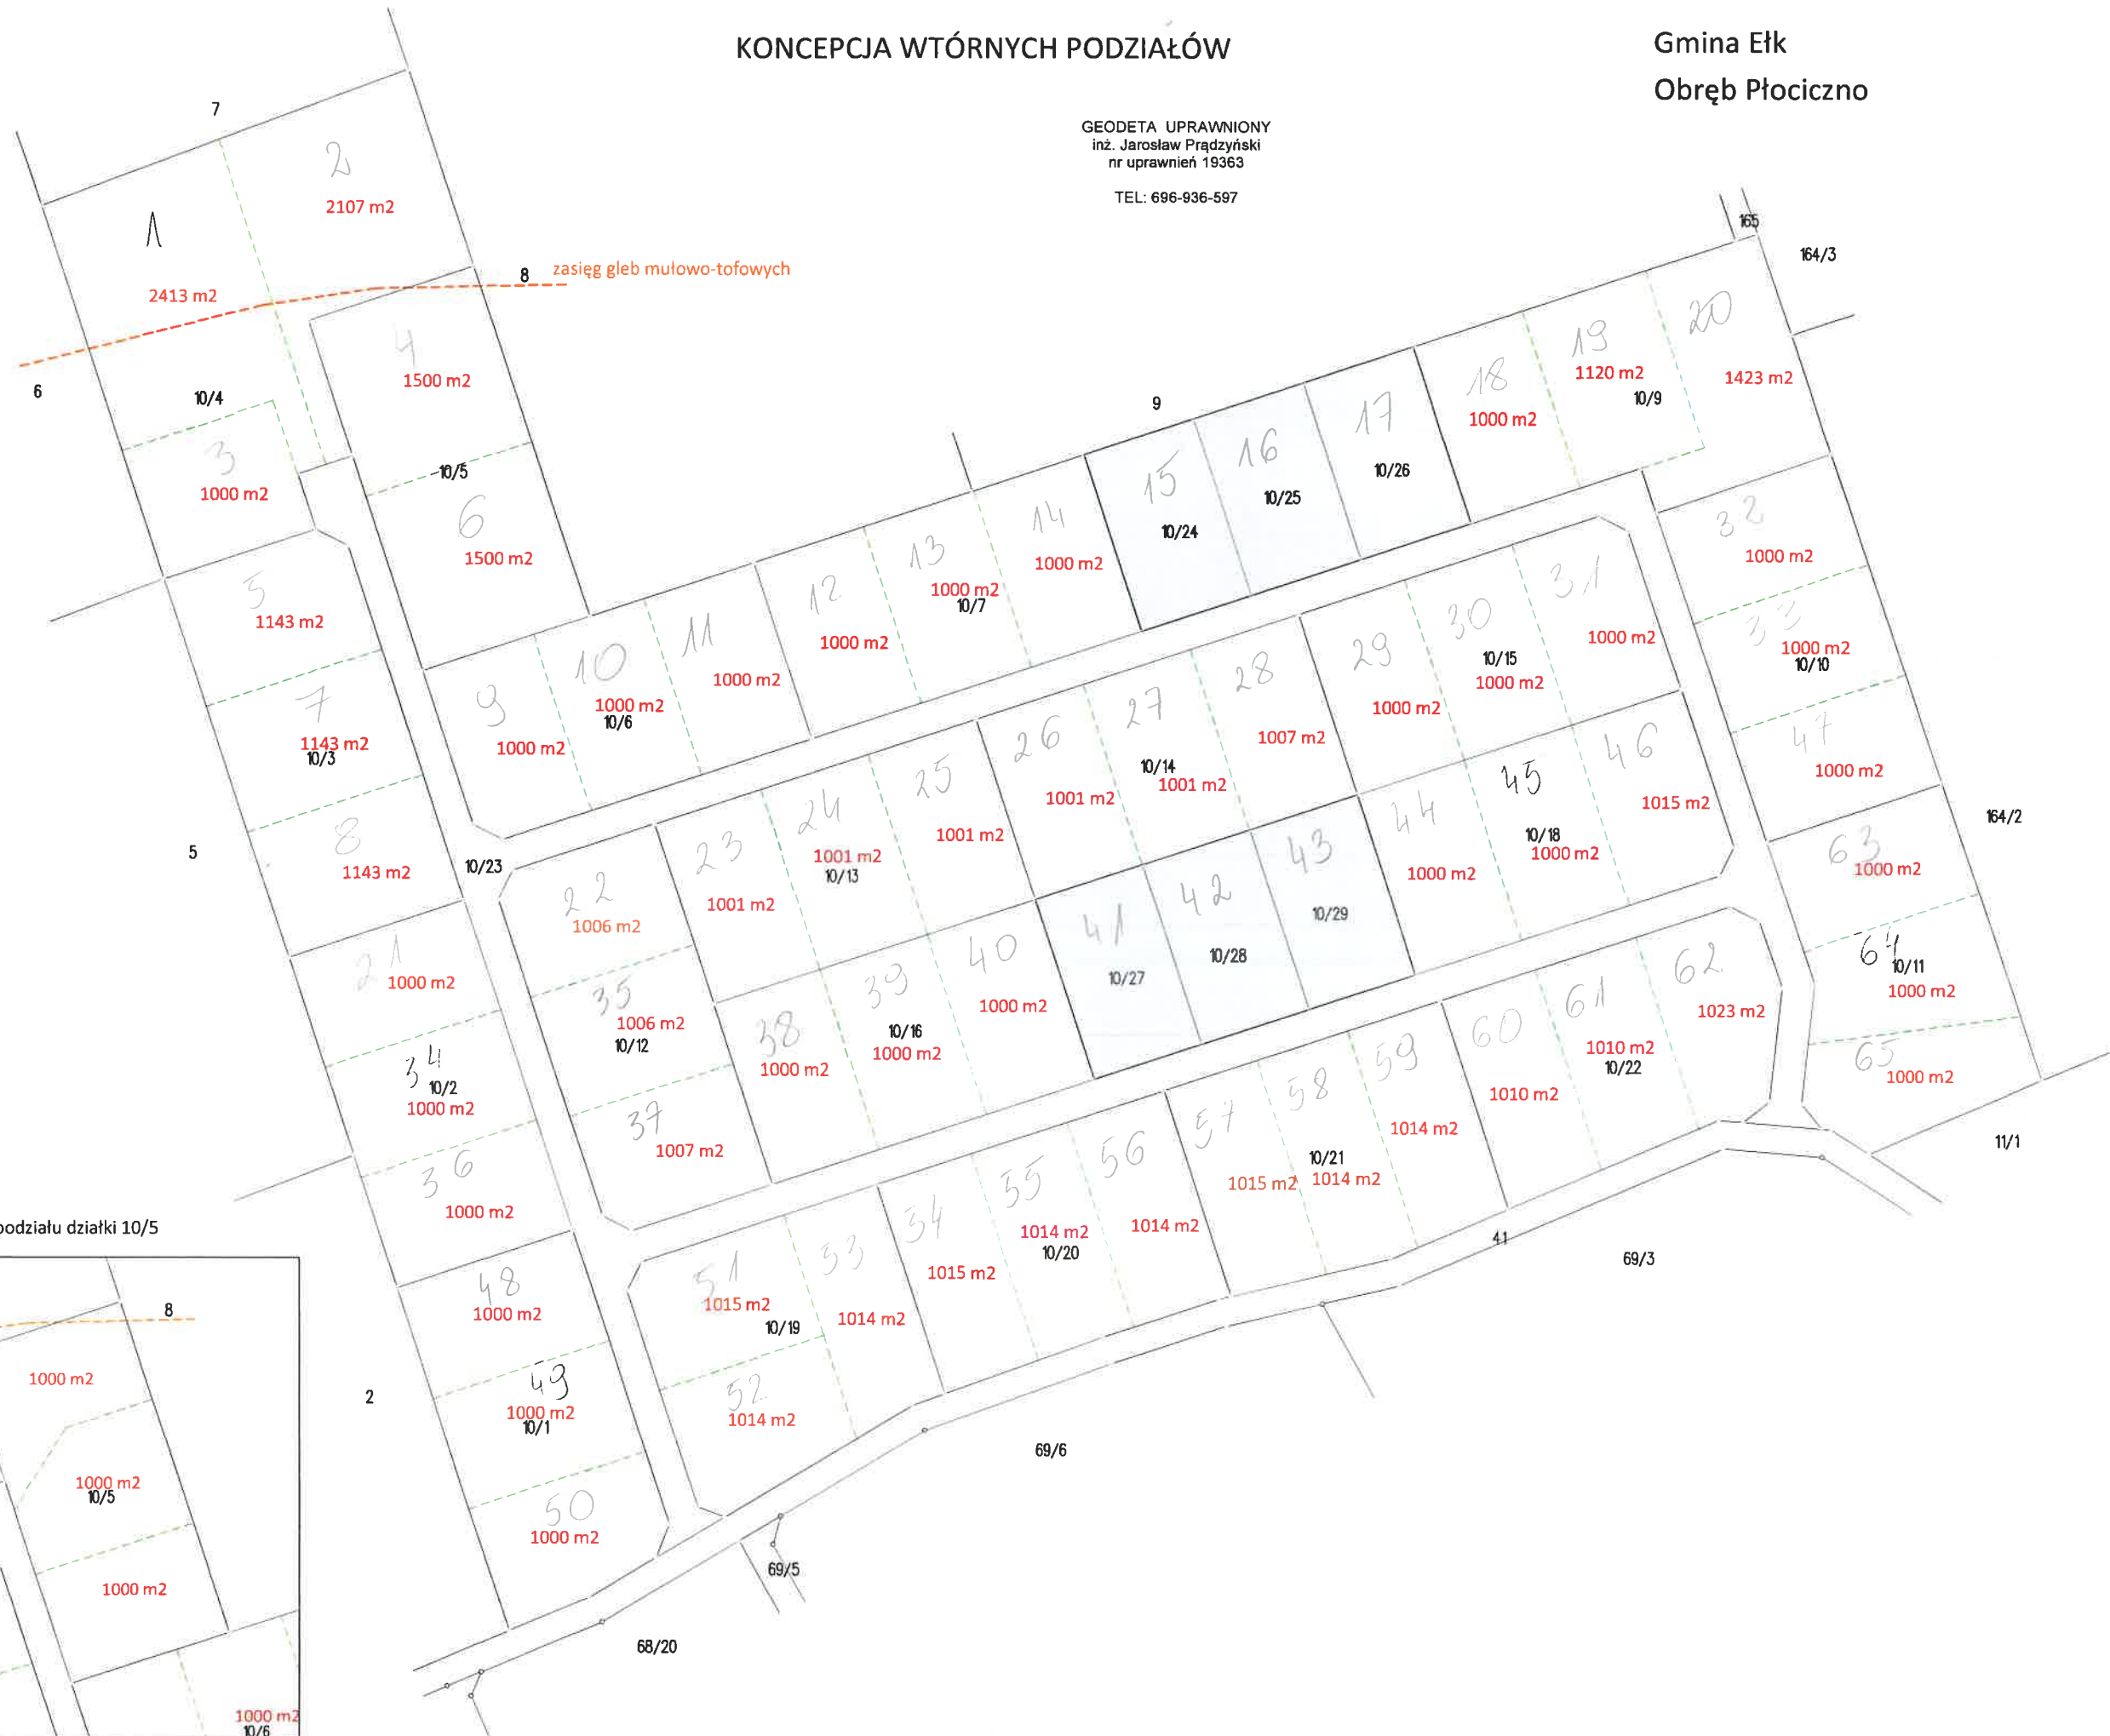 KONCEPCJA WTÓRNYCH PODZIAŁÓW
Gmina Ełk
Obręb Płociczno
GEODETA UPRAWNIONY
inż. Jarosław Prądzyński
nr uprawnień 19363
TEL: 696-936-597
7
2
2107 m2
1
2413 m2
8
zasięg gleb mułowo-tofowych
165
164/3
4
1500 m2
6
10/4
3
1000 m2
10/5
6
1500 m2
9
20
1423 m2
19
1120 m2
10/9
18
1000 m2
17
10/26
16
10/25
15
10/24
14
1000 m2
13
1000 m2
10/7
12
1000 m2
11
1000 m2
10
1000 m2
10/6
9
1000 m2
5
1143 m2
7
1143 m2
10/3
8
1143 m2
5
10/23
32
1000 m2
33
1000 m2
10/10
47
1000 m2
164/2
31
1000 m2
30
10/15
1000 m2
29
1000 m2
28
1007 m2
27
10/14
1001 m2
26
1001 m2
25
1001 m2
24
1001 m2
10/13
23
1001 m2
22
1006 m2
46
1015 m2
45
10/18
1000 m2
44
1000 m2
43
10/29
42
10/28
41
10/27
40
1000 m2
39
10/16
1000 m2
38
1000 m2
35
1006 m2
10/12
37
1007 m2
21
1000 m2
34
10/2
1000 m2
36
1000 m2
63
1000 m2
64
10/11
1000 m2
65
1000 m2
11/1
62
1023 m2
61
1010 m2
10/22
60
1010 m2
59
1014 m2
58
10/21
1014 m2
57
1015 m2
56
1014 m2
55
1014 m2
10/20
34
1015 m2
53
1014 m2
51
1015 m2
10/19
52
1014 m2
48
1000 m2
49
1000 m2
10/1
50
1000 m2
2
41
69/3
69/6
69/5
68/20
podziału działki 10/5
8
1000 m2
1000 m2
10/5
1000 m2
1000 m2
10/6